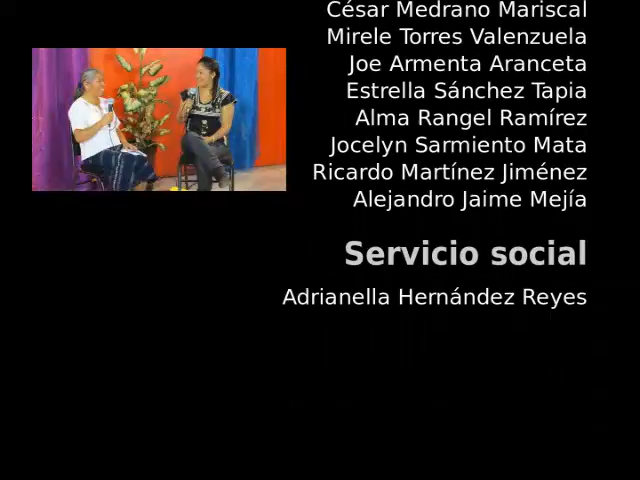 César Medrano Mariscal
Mirele Torres Valenzuela
Joe Armenta Aranceta
Estrella Sánchez Tapia
Alma Rangel Ramírez
Jocelyn Sarmiento Mata
Ricardo Martínez Jiménez
Alejandro Jaime Mejía
Servicio social
Adrianella Hernández Reyes